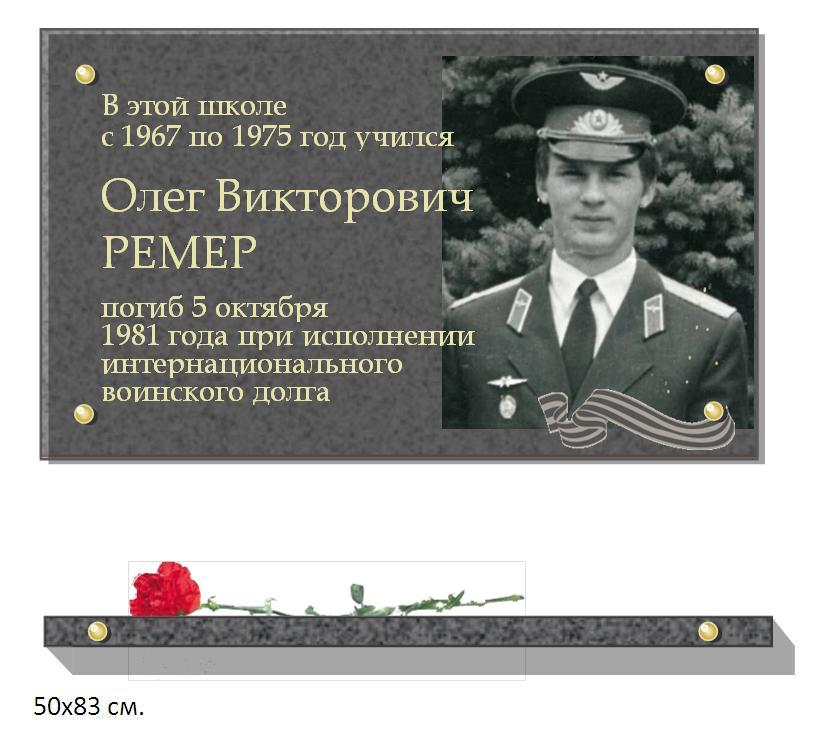 В этой школе
с 1967 по 1975 год учился
Олег Викторович
РЕМЕР
погиб 5 октября
1981 года при исполнении
интернационального
воинского долга
50х83 см.